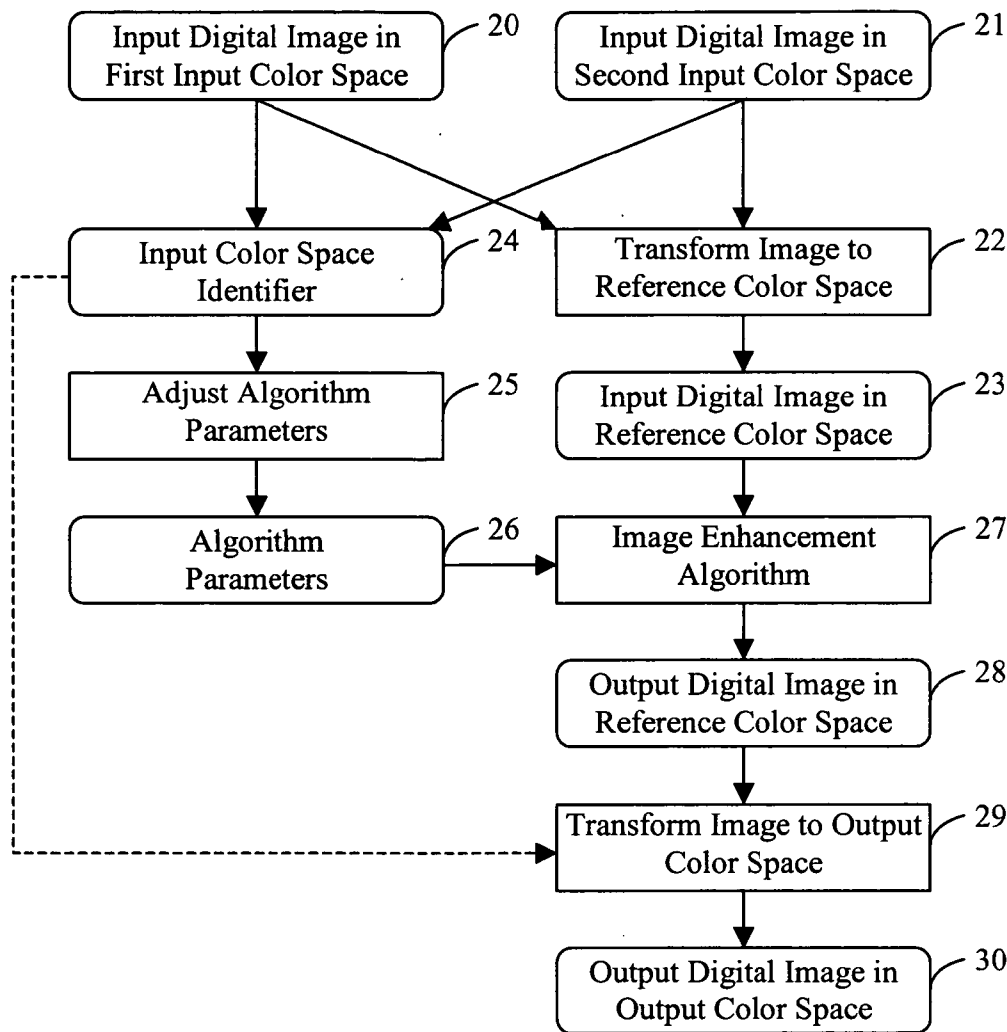 Input Digital Image in
First Input Color Space
20
Input Digital Image in
Second Input Color Space
21
Input Color Space
Identifier
24
Transform Image to
Reference Color Space
22
Adjust Algorithm
Parameters
25
Input Digital Image in
Reference Color Space
23
Algorithm
Parameters
26
Image Enhancement
Algorithm
27
Output Digital Image in
Reference Color Space
28
Transform Image to Output
Color Space
29
Output Digital Image in
Output Color Space
30